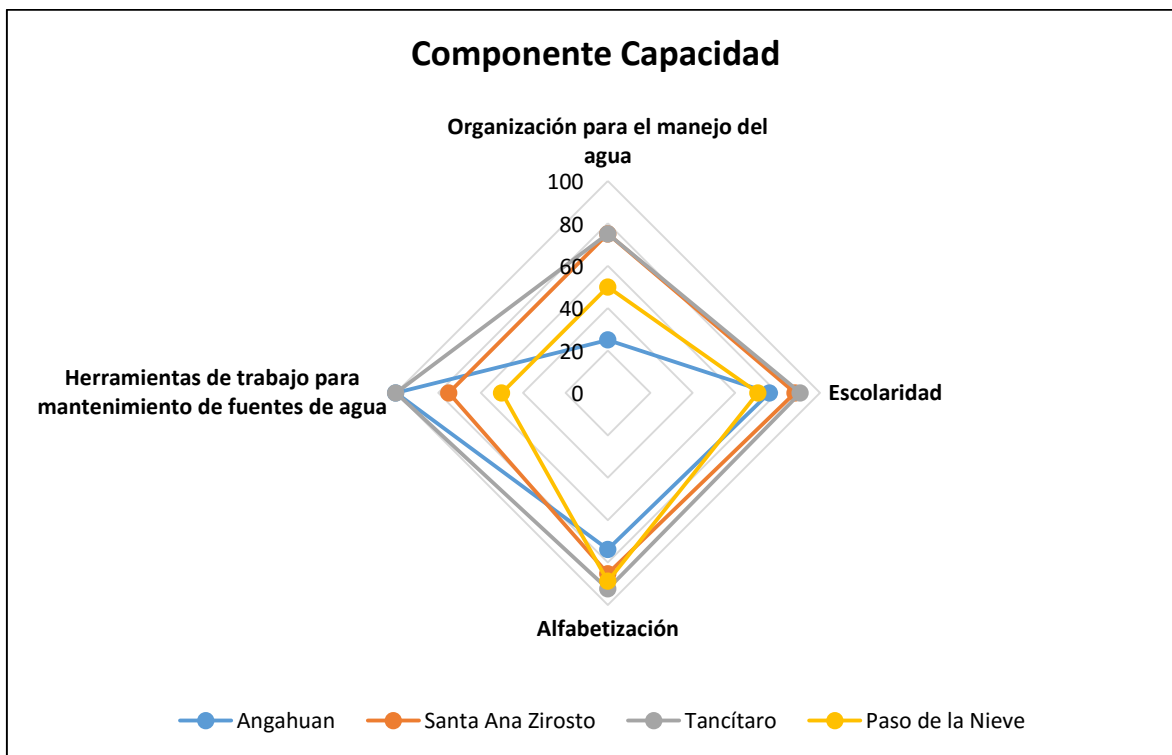 Componente Capacidad
Organización para el manejo del
agua
100
80
60
40
20
0
Escolaridad
Herramientas de trabajo para
mantenimiento de fuentes de agua
Alfabetización
Angahuan
Santa Ana Zirosto
Tancítaro
Paso de la Nieve